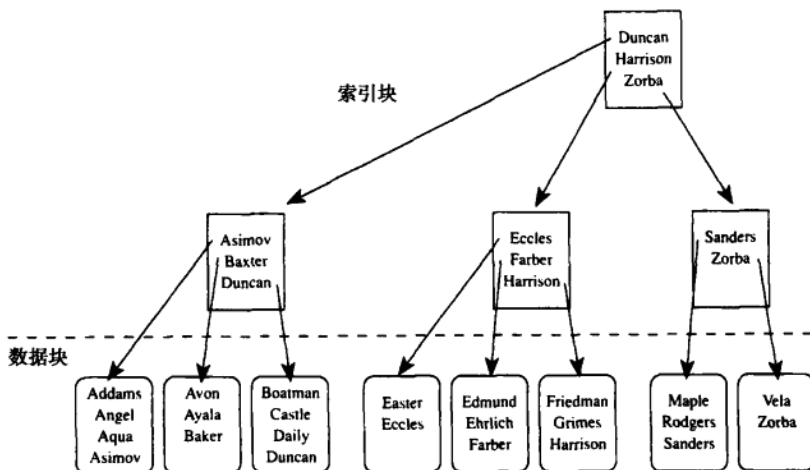 Duncan
Harrison
Zorba
索引块
Asimov
Baxter
Duncan
Eccles
Farber
Harrison
Sanders
Zorba
数据块
Addams
Angel
Aqua
Asimov
Avon
Ayala
Baker
Boatman
Castle
Daily
Duncan
Easter
Eccles
Edmund
Ehrlich
Farber
Friedman
Grimes
Harrison
Maple
Rodgers
Sanders
Vela
Zorba